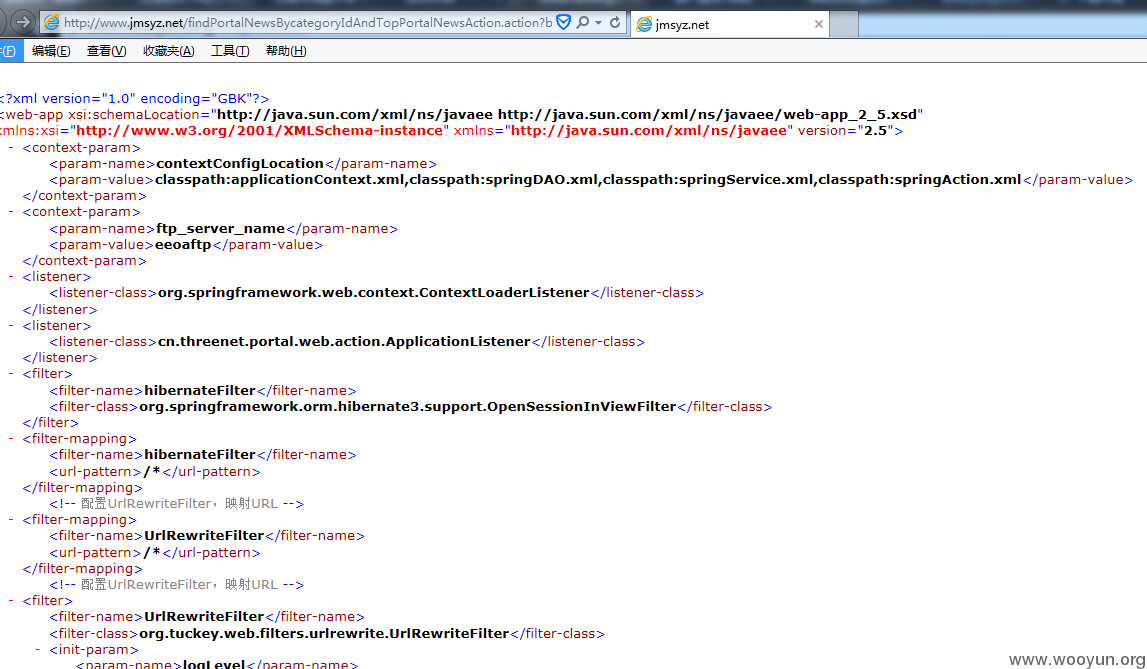 http://www.jmsyz.net/findPortalNewsBycategoryIdAndTopPortalNewsAction.action?b
jmsyz.net
(F) 编辑(E) 查看(V) 收藏夹(A) 工具(T) 帮助(H)
<?xml version="1.0" encoding="GBK"?>
<web-app xsi:schemaLocation="http://java.sun.com/xml/ns/javaee http://java.sun.com/xml/ns/javaee/web-app_2_5.xsd"
xmlns:xsi="http://www.w3.org/2001/XMLSchema-instance" xmlns="http://java.sun.com/xml/ns/javaee" version="2.5">
- <context-param>
<param-name>contextConfigLocation</param-name>
<param-value>classpath:applicationContext.xml,classpath:springDAO.xml,classpath:springService.xml,classpath:springAction.xml</param-value>
</context-param>
- <context-param>
<param-name>ftp_server_name</param-name>
<param-value>eeoaftp</param-value>
</context-param>
- <listener>
<listener-class>org.springframework.web.context.ContextLoaderListener</listener-class>
</listener>
- <listener>
<listener-class>cn.threenet.portal.web.action.ApplicationListener</listener-class>
</listener>
- <filter>
<filter-name>hibernateFilter</filter-name>
<filter-class>org.springframework.orm.hibernate3.support.OpenSessionInViewFilter</filter-class>
</filter>
- <filter-mapping>
<filter-name>hibernateFilter</filter-name>
<url-pattern>/*</url-pattern>
</filter-mapping>
<!-- 配置UrlRewriteFilter，映射URL -->
- <filter-mapping>
<filter-name>UrlRewriteFilter</filter-name>
<url-pattern>/*</url-pattern>
</filter-mapping>
<!-- 配置UrlRewriteFilter，映射URL -->
- <filter>
<filter-name>UrlRewriteFilter</filter-name>
<filter-class>org.tuckey.web.filters.urlrewrite.UrlRewriteFilter</filter-class>
- <init-param>
<param-name>logLevel</param-name>
www.wooyun.org